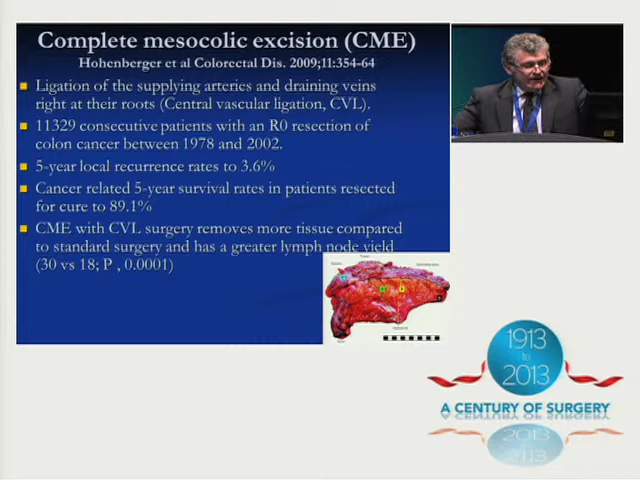 Complete mesocolic excision (CME)
Hohenberger et al Colorectal Dis. 2009;11:354-64
Ligation of the supplying arteries and draining veins
right at their roots (Central vascular ligation, CVL).
11329 consecutive patients with an R0 resection of
colon cancer between 1978 and 2002.
5-year local recurrence rates to 3.6%
Cancer related 5-year survival rates in patients resected
for cure to 89.1%
CME with CVL surgery removes more tissue compared
to standard surgery and has a greater lymph node yield
(30 vs 18; P , 0.0001)
1913
to
2013
A CENTURY OF SURGERY